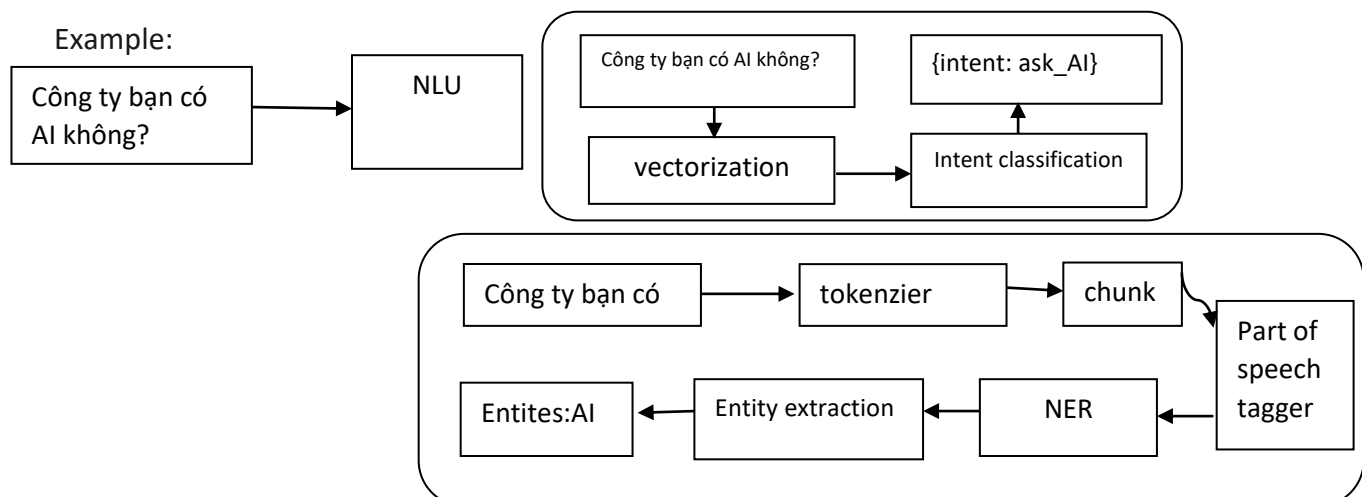 Example:
Công ty bạn có
AI không?
NLU
Công ty bạn có AI không?
{intent: ask_AI}
vectorization
Intent classification
Công ty bạn có
tokenzier
chunk
Part of
speech
tagger
NER
Entity extraction
Entites:AI